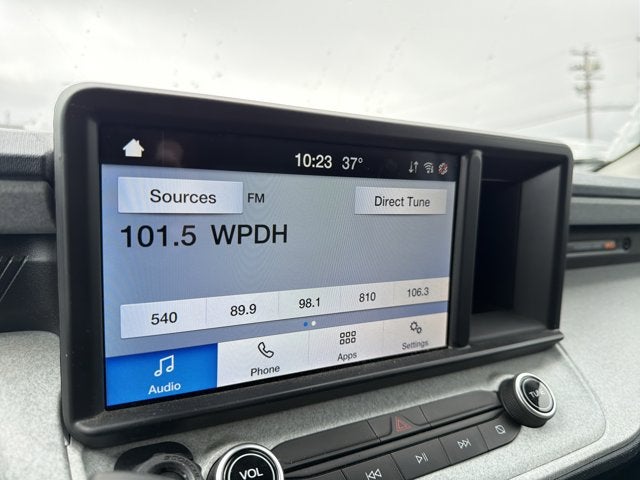 10:23 37°
Sources FM Direct Tune
101.5 WPDH
540 89.9 98.1 810 106.3
Audio Phone Apps Settings
VOL TUNE